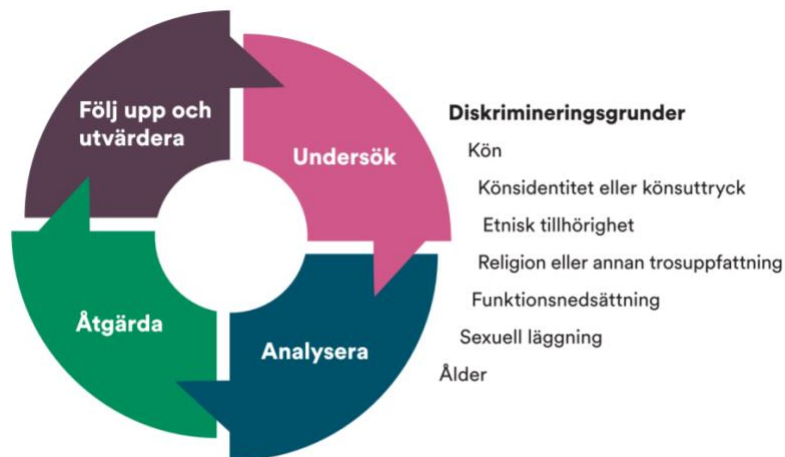 Följ upp och
utvärdera
Undersök
Analysera
Åtgärda
Diskrimineringsgrunder
Kön
Könsidentitet eller könsuttryck
Etnisk tillhörighet
Religion eller annan trosuppfattning
Funktionsnedsättning
Sexuell läggning
Ålder